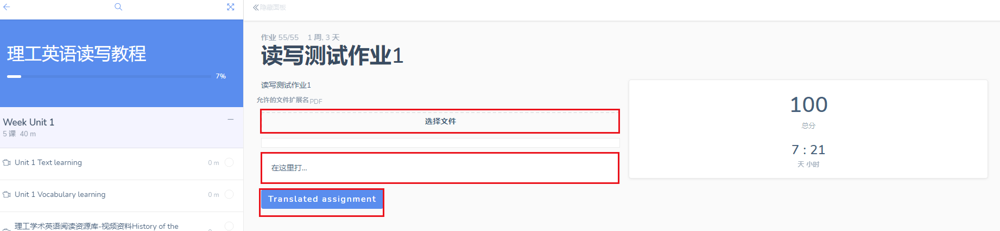 隐藏面板
理工英语读写教程
7%
Week Unit 1
5 课 40 m
Unit 1 Text learning 0 m
Unit 1 Vocabulary learning 0 m
理工学术英语阅读资源库-视频资料History of the
作业 55/55 1 周, 3 天
读写测试作业1
读写测试作业1
允许的文件扩展名 PDF
选择文件
在这里打...
Translated assignment
100
总分
7 : 21
天 小时